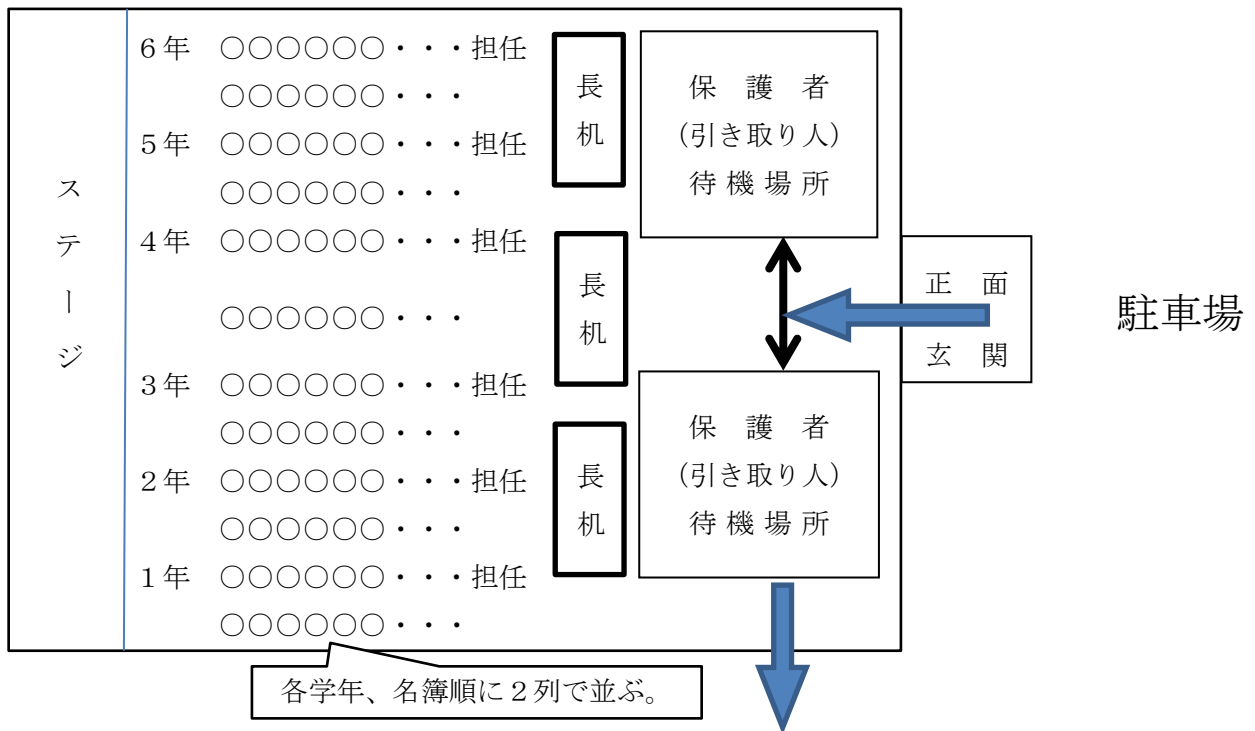 ステージ
６年　○○○○○○・・・担任
○○○○○○・・・
５年　○○○○○○・・・担任
○○○○○○・・・
４年　○○○○○○・・・担任
○○○○○○・・・
３年　○○○○○○・・・担任
○○○○○○・・・
２年　○○○○○○・・・担任
○○○○○○・・・
１年　○○○○○○・・・担任
○○○○○○・・・
各学年、名簿順に２列で並ぶ。
長机
長机
長机
保　護　者
（引き取り人）
待機場所
保　護　者
（引き取り人）
待機場所
正　面
玄　関
駐車場